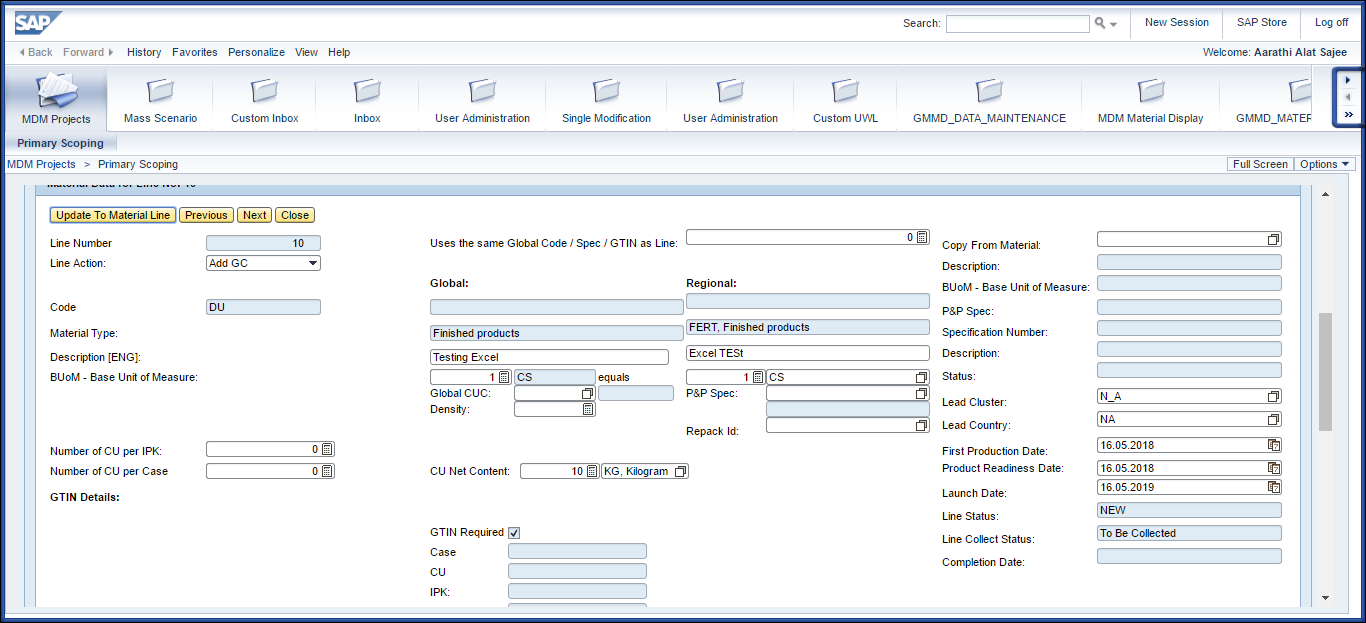 SAP
Search:
New Session
SAP Store
Log off
Back Forward History Favorites Personalize View Help
Welcome: Aarathi Alat Sajee
MDM Projects
Mass Scenario
Custom Inbox
Inbox
User Administration
Single Modification
User Administration
Custom UWL
GMMD_DATA_MAINTENANCE
MDM Material Display
GMMD_MATER
Primary Scoping
MDM Projects > Primary Scoping
Full Screen Options
Material Data for Line No: 10
Update To Material Line Previous Next Close
Line Number 10
Line Action: Add GC
Code DU
Material Type:
Description [ENG]:
BUoM - Base Unit of Measure:
Number of CU per IPK: 0
Number of CU per Case 0
GTIN Details:
Uses the same Global Code / Spec / GTIN as Line: 0
Global: Regional:
Finished products FERT, Finished products
Testing Excel Excel TESt
1 CS equals 1 CS
Global CUC: P&P Spec:
Density:
Repack Id:
CU Net Content: 10 KG, Kilogram
GTIN Required
Case
CU
IPK:
Copy From Material:
Description:
BUoM - Base Unit of Measure:
P&P Spec:
Specification Number:
Description:
Status:
Lead Cluster: N_A
Lead Country: NA
First Production Date: 16.05.2018
Product Readiness Date: 16.05.2018
Launch Date: 16.05.2019
Line Status: NEW
Line Collect Status: To Be Collected
Completion Date: